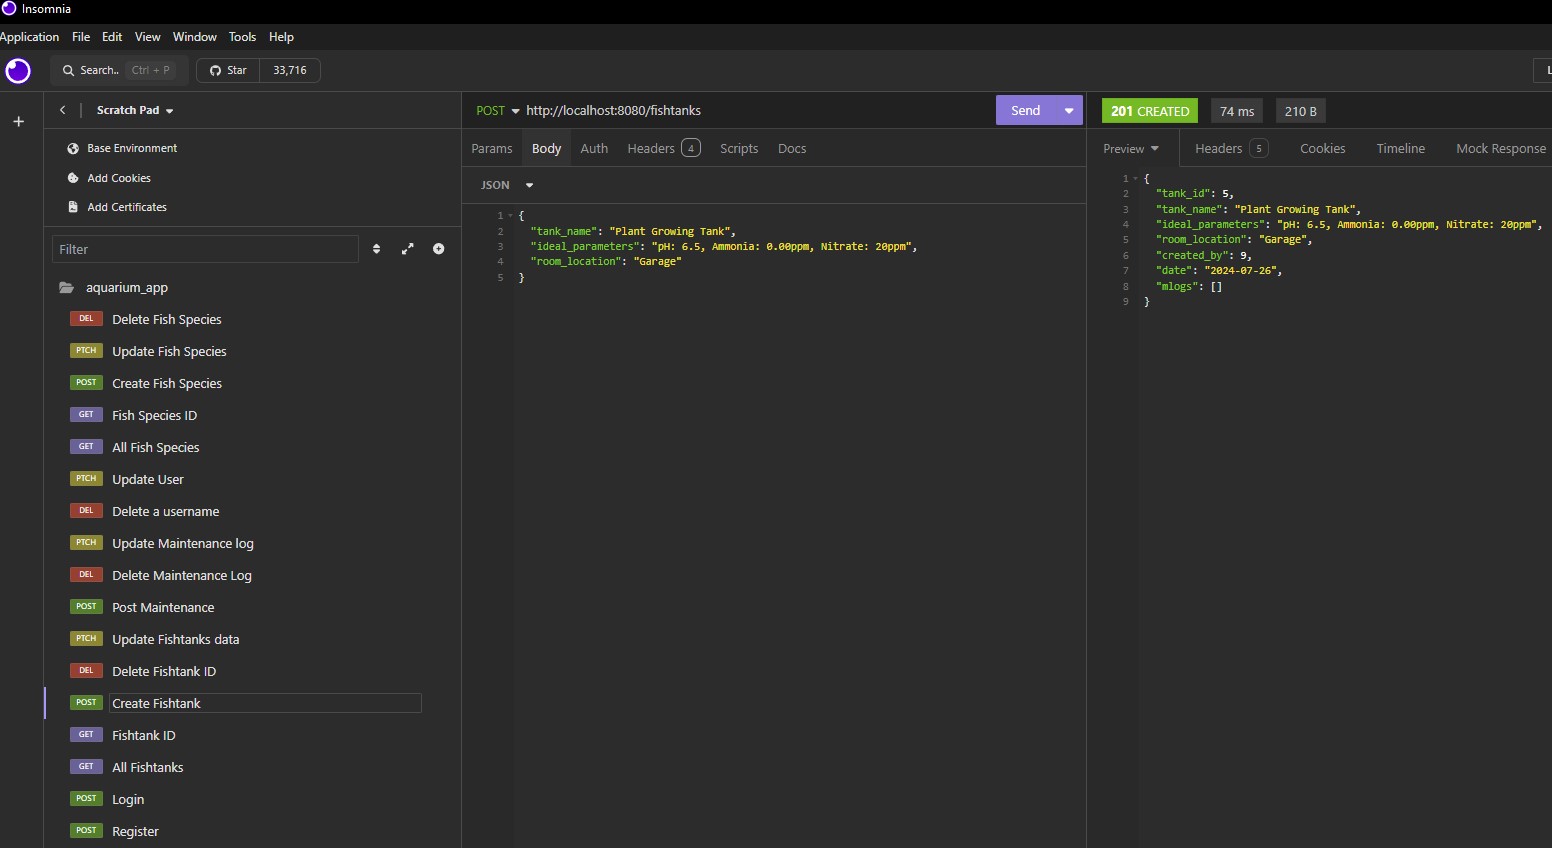 Insomnia
Application File Edit View Window Tools Help
Search.. Ctrl + P Star 33,716
Scratch Pad
Base Environment
Add Cookies
Add Certificates
Filter
aquarium_app
DEL Delete Fish Species
PTCH Update Fish Species
POST Create Fish Species
GET Fish Species ID
GET All Fish Species
PTCH Update User
DEL Delete a username
PTCH Update Maintenance log
DEL Delete Maintenance Log
POST Post Maintenance
PTCH Update Fishtanks data
DEL Delete Fishtank ID
POST Create Fishtank
GET Fishtank ID
GET All Fishtanks
POST Login
POST Register
POST http://localhost:8080/fishtanks Send
Params Body Auth Headers 4 Scripts Docs
JSON
1 {
2 "tank_name": "Plant Growing Tank",
3 "ideal_parameters": "pH: 6.5, Ammonia: 0.00ppm, Nitrate: 20ppm",
4 "room_location": "Garage"
5 }
201 CREATED 74 ms 210 B
Preview Headers 5 Cookies Timeline Mock Response
1 {
2 "tank_id": 5,
3 "tank_name": "Plant Growing Tank",
4 "ideal_parameters": "pH: 6.5, Ammonia: 0.00ppm, Nitrate: 20ppm",
5 "room_location": "Garage",
6 "created_by": 9,
7 "date": "2024-07-26",
8 "mlogs": []
9 }